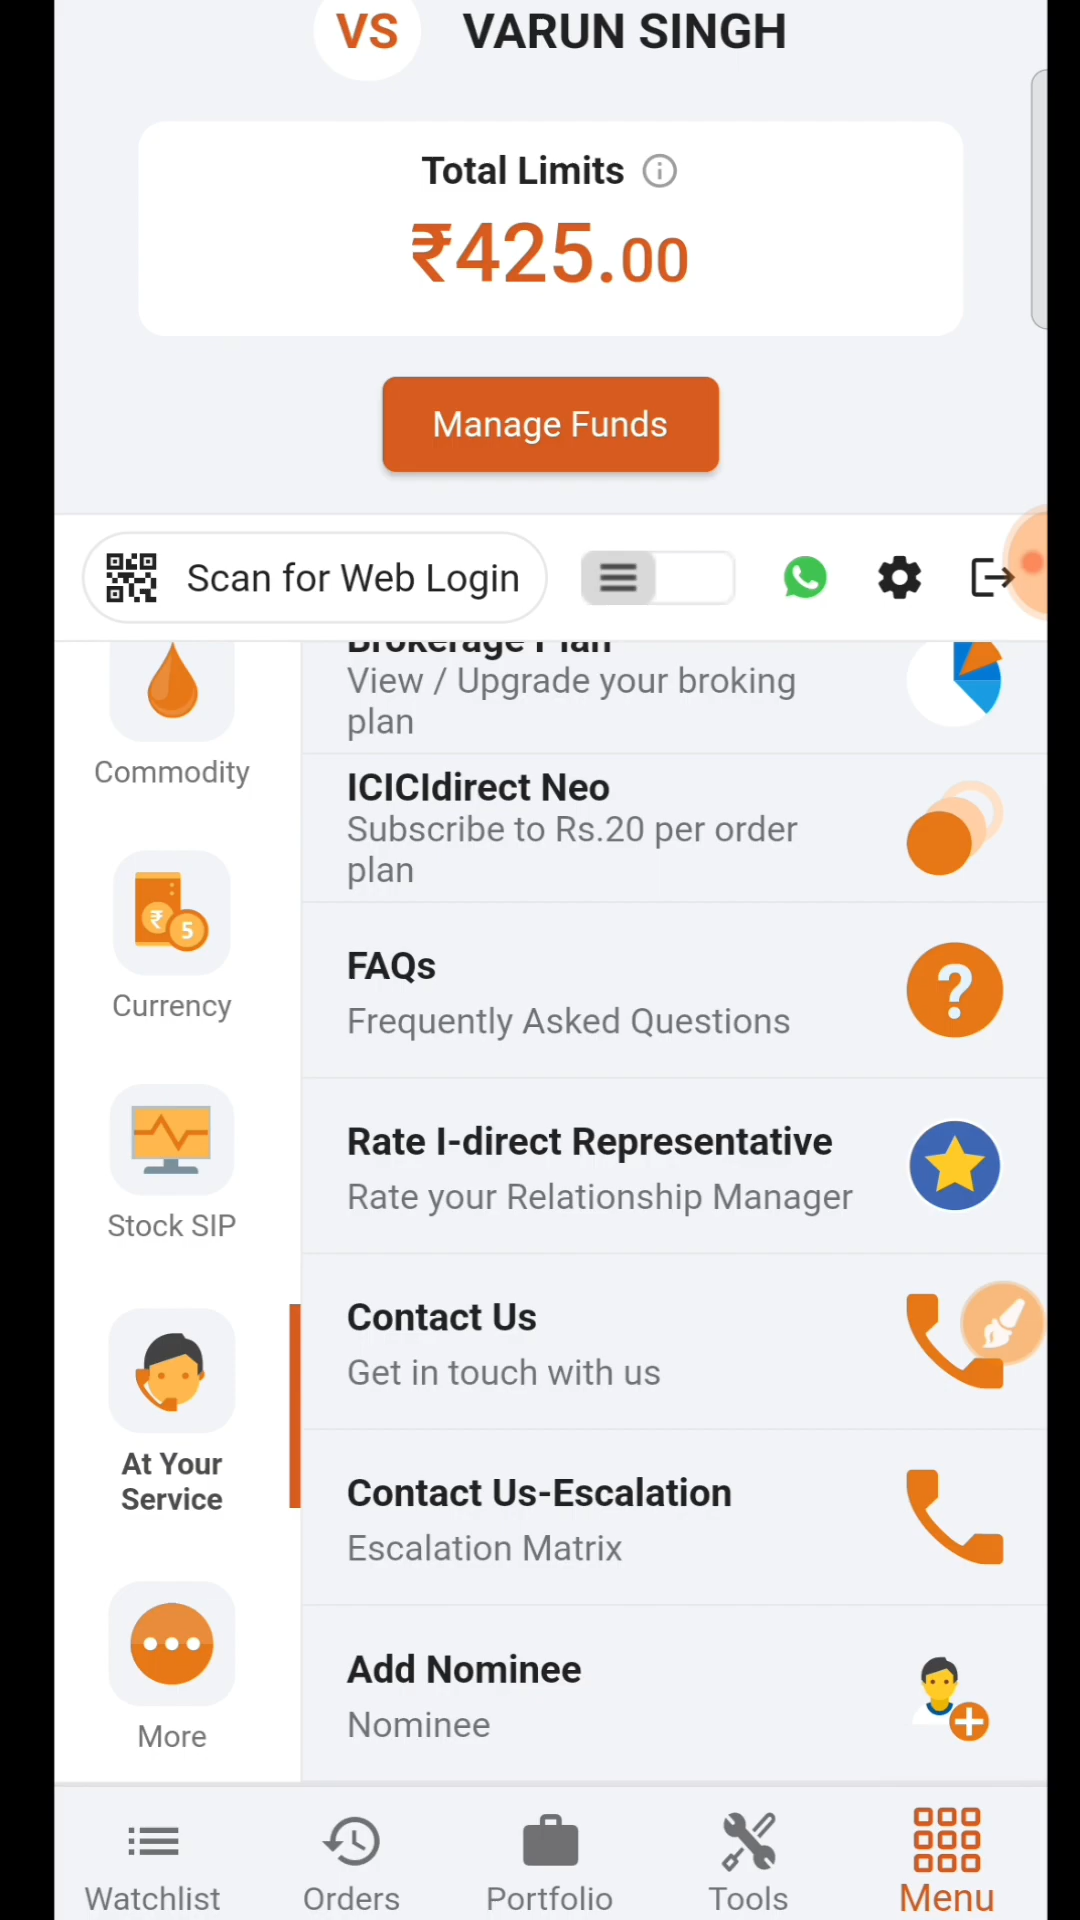 VS VARUN SINGH
Total Limits
₹425.00
Manage Funds
Scan for Web Login
Brokerage Plan
View / Upgrade your broking
plan
Commodity
ICICIdirect Neo
Subscribe to Rs.20 per order
plan
₹ 5
Currency
FAQs
Frequently Asked Questions
?
Stock SIP
Rate I-direct Representative
Rate your Relationship Manager
At Your
Service
Contact Us
Get in touch with us
Contact Us-Escalation
Escalation Matrix
More
Add Nominee
Nominee
Watchlist
Orders
Portfolio
Tools
Menu